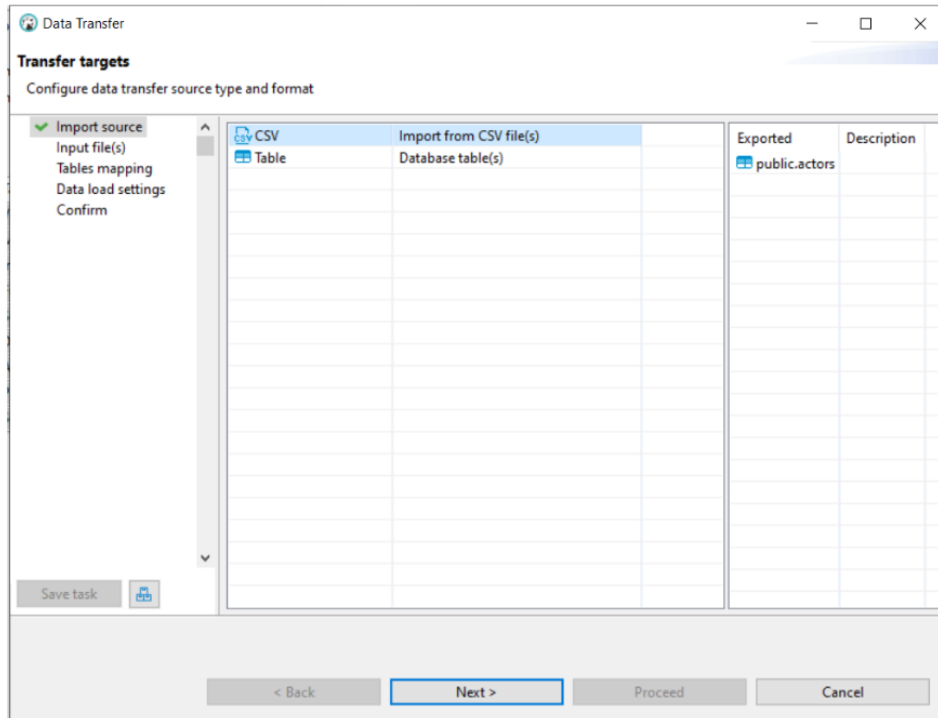 Data Transfer
Transfer targets
Configure data transfer source type and format
Import source
Input file(s)
Tables mapping
Data load settings
Confirm
CSV Import from CSV file(s)
Table Database table(s)
Exported Description
public.actors
Save task
< Back Next > Proceed Cancel